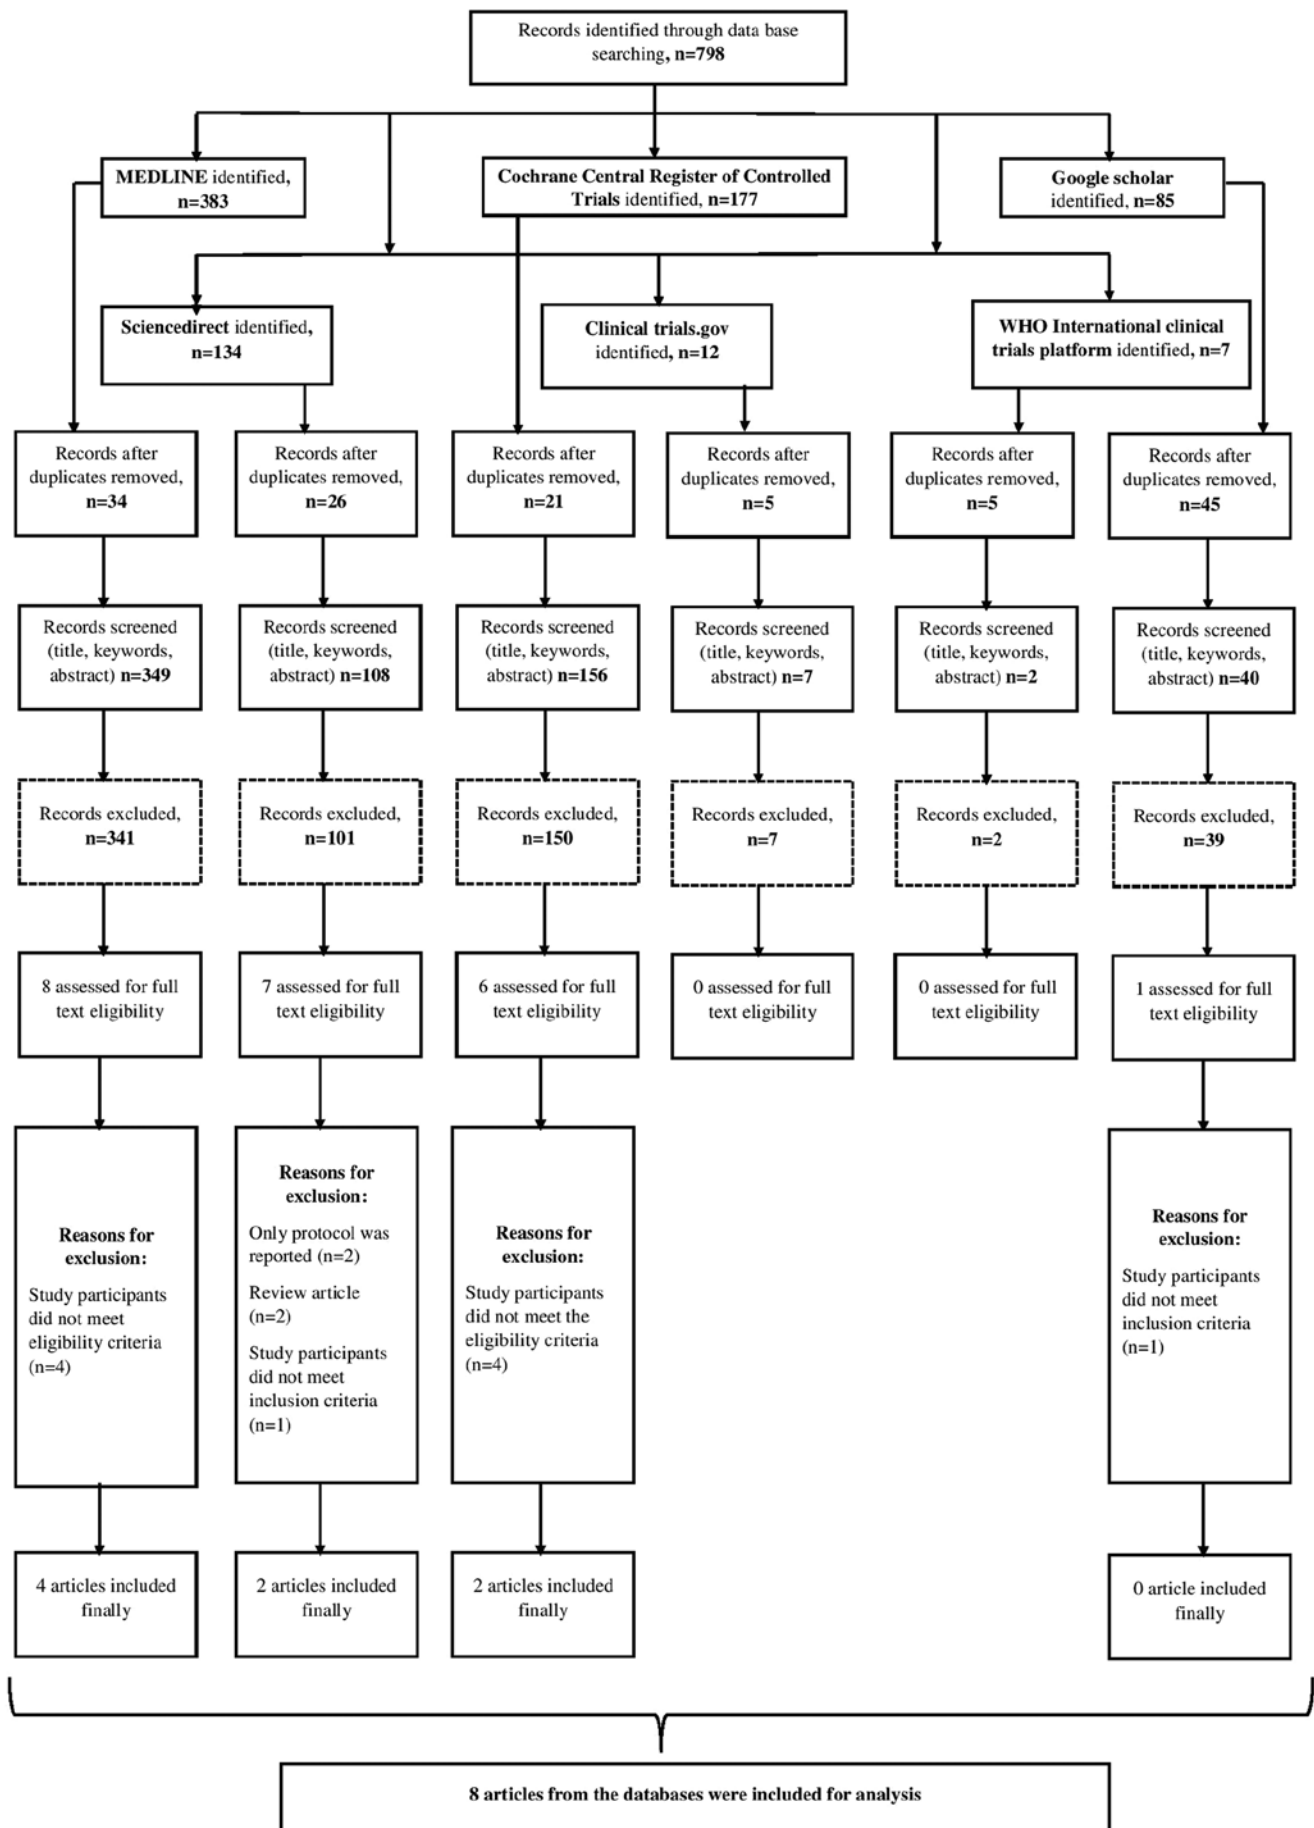 Records identified through data base
searching, n=798
MEDLINE identified,
n=383
Cochrane Central Register of Controlled
Trials identified, n=177
Google scholar
identified, n=85
Sciencedirect identified,
n=134
Clinical trials.gov
identified, n=12
WHO International clinical
trials platform identified, n=7
Records after
duplicates removed,
n=34
Records after
duplicates removed,
n=26
Records after
duplicates removed,
n=21
Records after
duplicates removed,
n=5
Records after
duplicates removed,
n=5
Records after
duplicates removed,
n=45
Records screened
(title, keywords,
abstract) n=349
Records screened
(title, keywords,
abstract) n=108
Records screened
(title, keywords,
abstract) n=156
Records screened
(title, keywords,
abstract) n=7
Records screened
(title, keywords,
abstract) n=2
Records screened
(title, keywords,
abstract) n=40
Records excluded,
n=341
Records excluded,
n=101
Records excluded,
n=150
Records excluded,
n=7
Records excluded,
n=2
Records excluded,
n=39
8 assessed for full
text eligibility
7 assessed for full
text eligibility
6 assessed for full
text eligibility
0 assessed for full
text eligibility
0 assessed for full
text eligibility
1 assessed for full
text eligibility
Reasons for
exclusion:
Study participants
did not meet
eligibility criteria
(n=4)
Reasons for
exclusion:
Only protocol was
reported (n=2)
Review article
(n=2)
Study participants
did not meet
inclusion criteria
(n=1)
Reasons for
exclusion:
Study participants
did not meet the
eligibility criteria
(n=4)
Reasons for
exclusion:
Study participants
did not meet
inclusion criteria
(n=1)
4 articles included
finally
2 articles included
finally
2 articles included
finally
0 article included
finally
8 articles from the databases were included for analysis